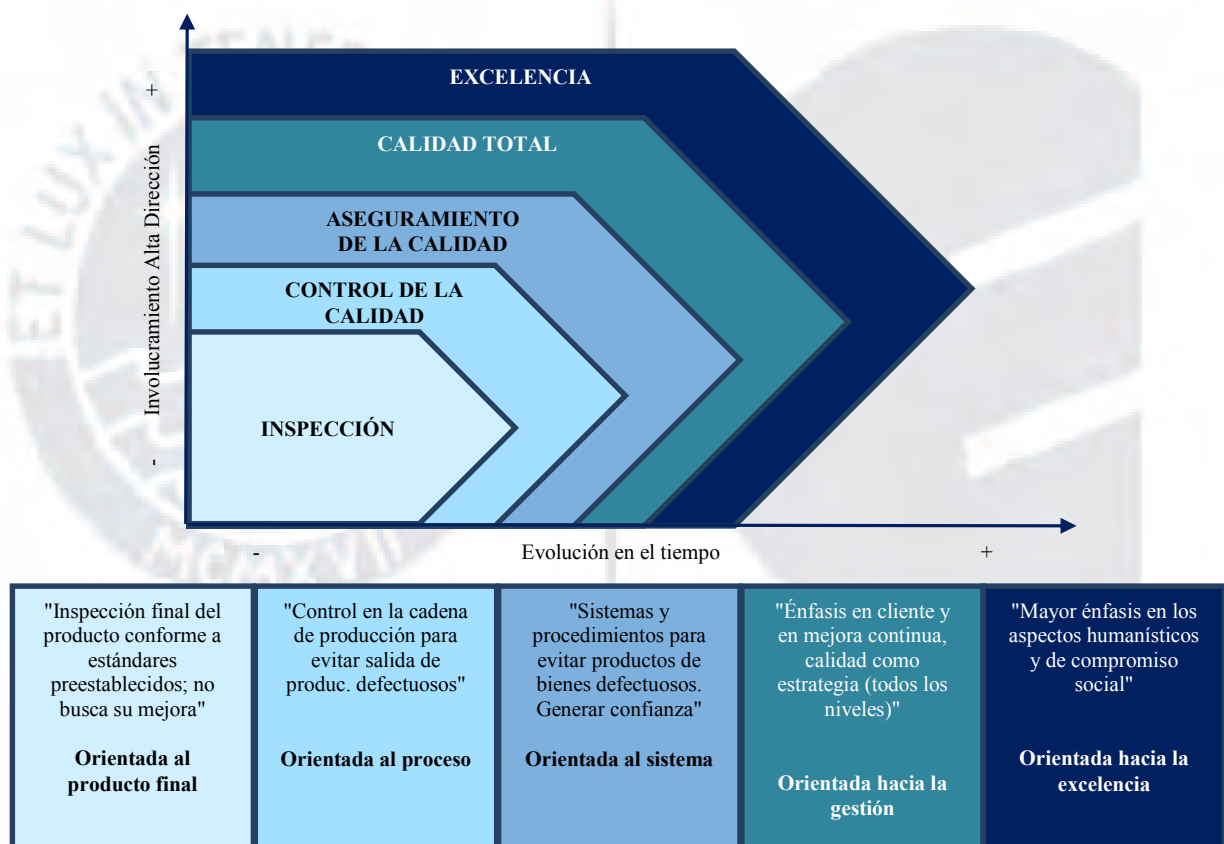 EXCELENCIA
CALIDAD TOTAL
ASEGURAMIENTO
DE LA CALIDAD
CONTROL DE LA
CALIDAD
INSPECCIÓN
+
Involucramiento Alta Dirección
-
-
Evolución en el tiempo
+
"Inspección final del
producto conforme a
estándares
preestablecidos; no
busca su mejora"
Orientada al
producto final
"Control en la cadena
de producción para
evitar salida de
produc. defectuosos"
Orientada al proceso
"Sistemas y
procedimientos para
evitar productos de
bienes defectuosos.
Generar confianza"
Orientada al sistema
"Énfasis en cliente y
en mejora continua,
calidad como
estrategia (todos los
niveles)"
Orientada hacia la
gestión
"Mayor énfasis en los
aspectos humanísticos
y de compromiso
social"
Orientada hacia la
excelencia
ET LUX IN